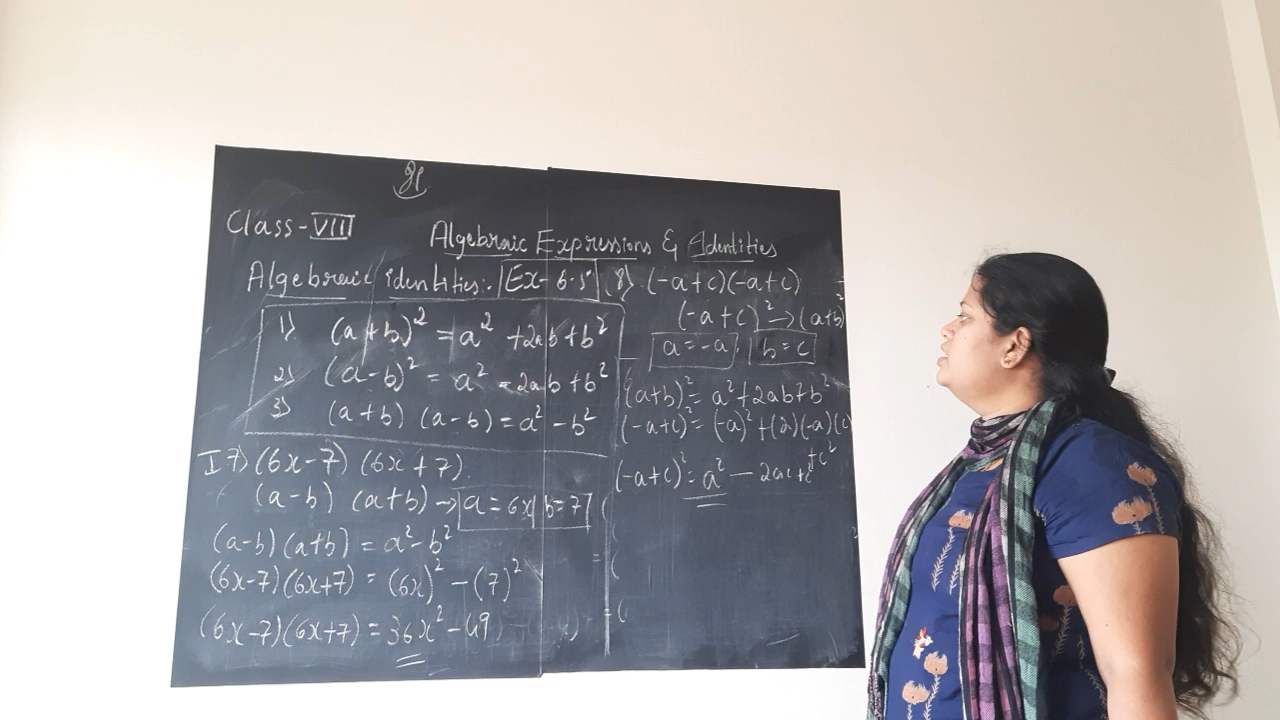 Class-VIII
Algebraic Expressions & Identities
Algebraic identities:. Ex-6.5
1) (a+b)² = a² +2ab+b²
2) (a-b)² = a² -2ab+b²
3) (a+b) (a-b) = a² -b²
I 7) (6x-7) (6x+7).
(a-b) (a+b) → a=6x b=7
(a-b)(a+b) = a²-b²
(6x-7)(6x+7) = (6x)² -(7)²
(6x-7)(6x+7) = 36x²-49
8) (-a+c)(-a+c)
(-a+c)² → (a+b)²
a=-a, b=c
(a+b)² = a²+2ab+b²
(-a+c)² = (-a)²+(2)(-a)(c)
+c²
(-a+c)² = a² - 2ac+c²